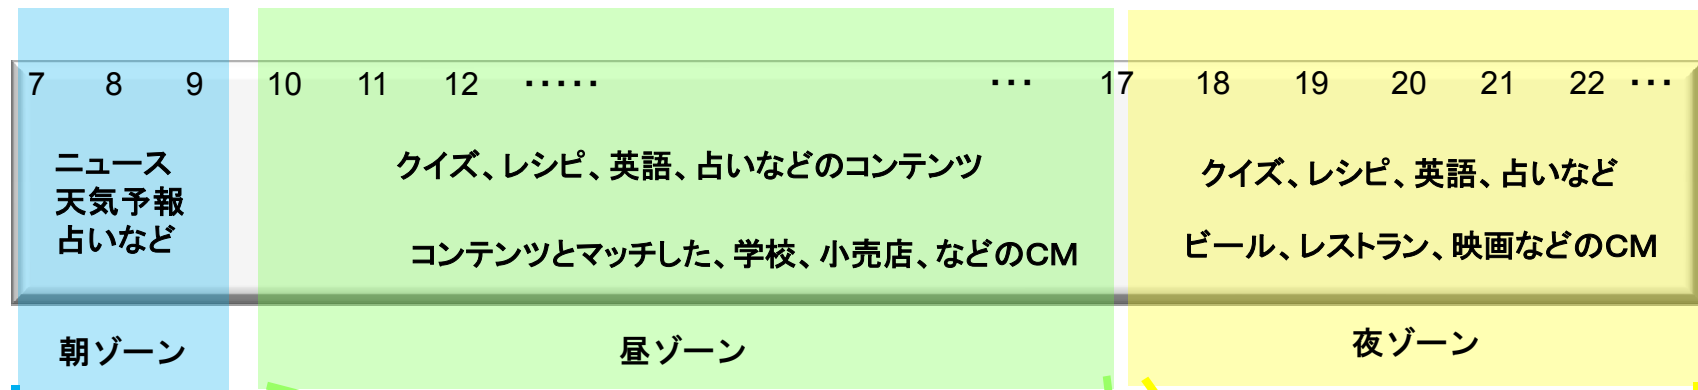 7 8 9 10 11 12 ・・・・・ ・・・ 17 18 19 20 21 22 ・・・
ニュース
天気予報
占いなど
クイズ、レシピ、英語、占いなどのコンテンツ
コンテンツとマッチした、学校、小売店、などのCM
クイズ、レシピ、英語、占いなど
ビール、レストラン、映画などのCM
朝ゾーン
昼ゾーン
夜ゾーン